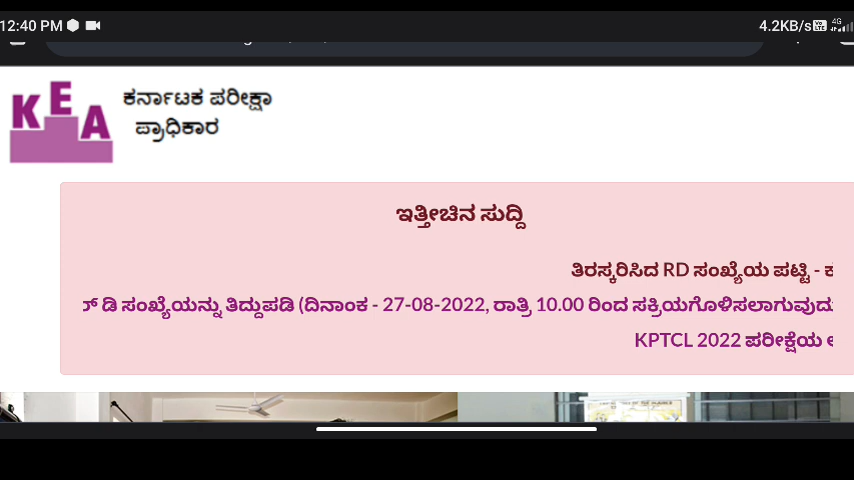 12:40 PM
4.2KB/s
4G
KEA
ಕರ್ನಾಟಕ ಪರೀಕ್ಷಾ
ಪ್ರಾಧಿಕಾರ
ಇತ್ತೀಚಿನ ಸುದ್ದಿ
ತಿರಸ್ಕರಿಸಿದ RD ಸಂಖ್ಯೆಯ ಪಟ್ಟಿ -
ಡಿ ಸಂಖ್ಯೆಯನ್ನು ತಿದ್ದುಪಡಿ (ದಿನಾಂಕ - 27-08-2022, ರಾತ್ರಿ 10.00 ರಿಂದ ಸಕ್ರಿಯಗೊಳಿಸಲಾಗುವುದು
KPTCL 2022 ಪರೀಕ್ಷೆಯ